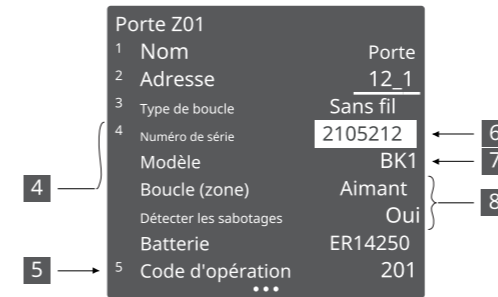 Porte Z01
1 Nom Porte
2 Adresse 12_1
3 Type de boucle Sans fil
4 Numéro de série 2105212 6
Modèle BK1 7
4 Boucle (zone) Aimant
Détecter les sabotages Oui 8
Batterie ER14250
5 5 Code d'opération 201
•••